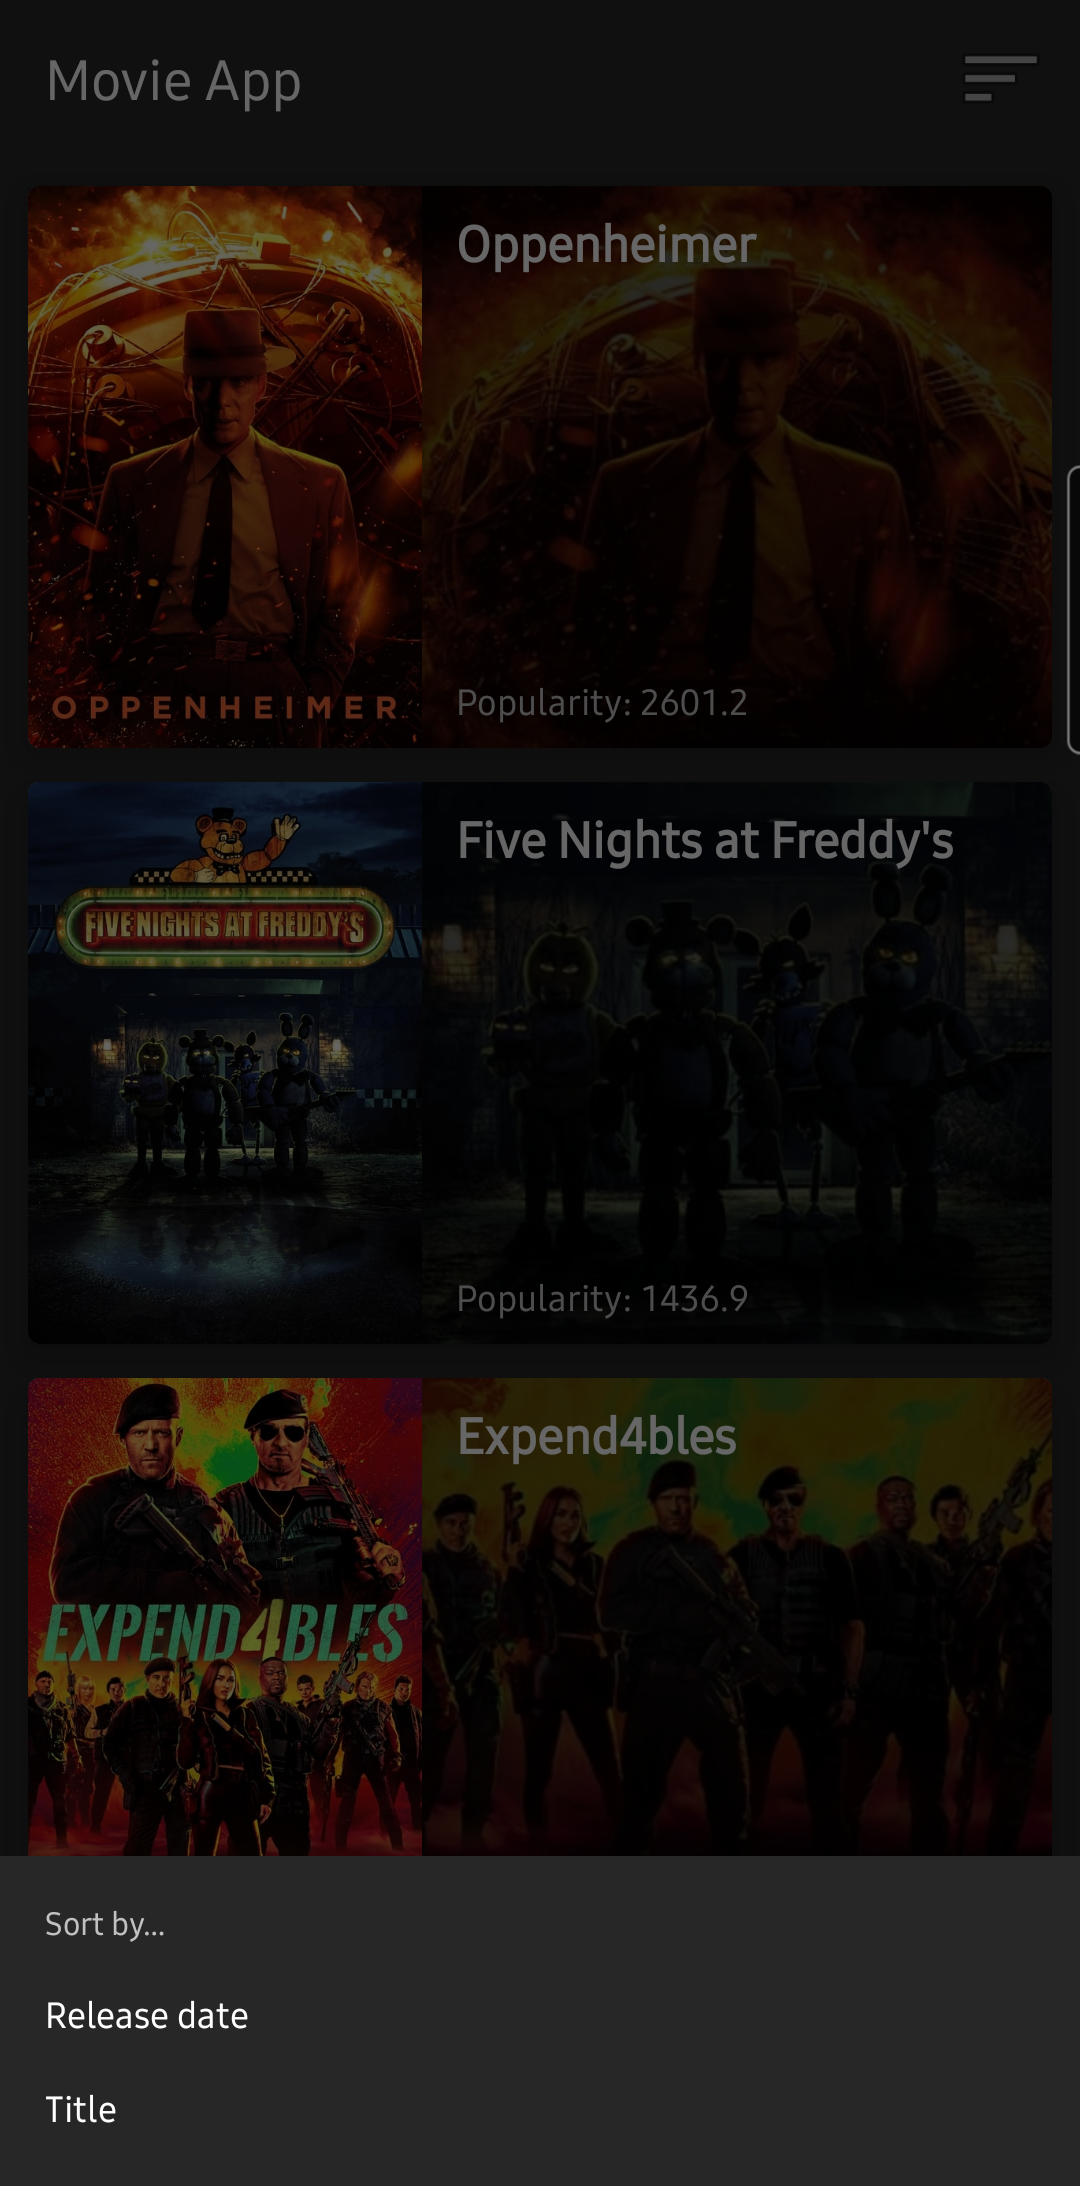 Movie App
Oppenheimer
OPPENHEIMER
Popularity: 2601.2
Five Nights at Freddy's
FIVE NIGHTS AT FREDDY'S
Popularity: 1436.9
Expend4bles
EXPEND4BLES
Sort by...
Release date
Title